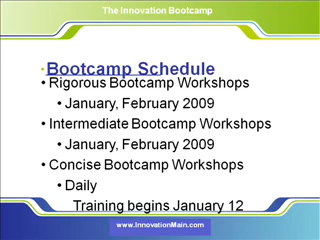 The Innovation Bootcamp
• Bootcamp Schedule
• Rigorous Bootcamp Workshops
• January, February 2009
• Intermediate Bootcamp Workshops
• January, February 2009
• Concise Bootcamp Workshops
• Daily
Training begins January 12
www.InnovationMain.com